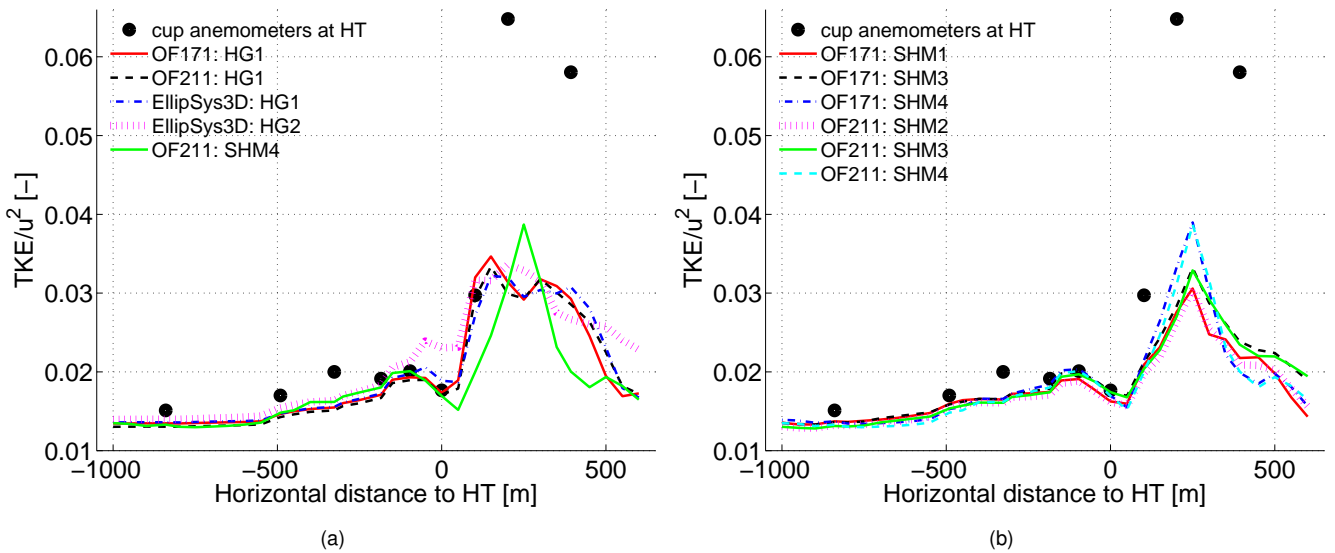 cup anemometers at HT
OF171: HG1
OF211: HG1
EllipSys3D: HG1
EllipSys3D: HG2
OF211: SHM4
0.06
0.05
0.04
0.03
0.02
0.01
TKE/u² [−]
−1000
−500
0
500
Horizontal distance to HT [m]
(a)
cup anemometers at HT
OF171: SHM1
OF171: SHM3
OF171: SHM4
OF211: SHM2
OF211: SHM3
OF211: SHM4
0.06
0.05
0.04
0.03
0.02
0.01
TKE/u² [−]
−1000
−500
0
500
Horizontal distance to HT [m]
(b)